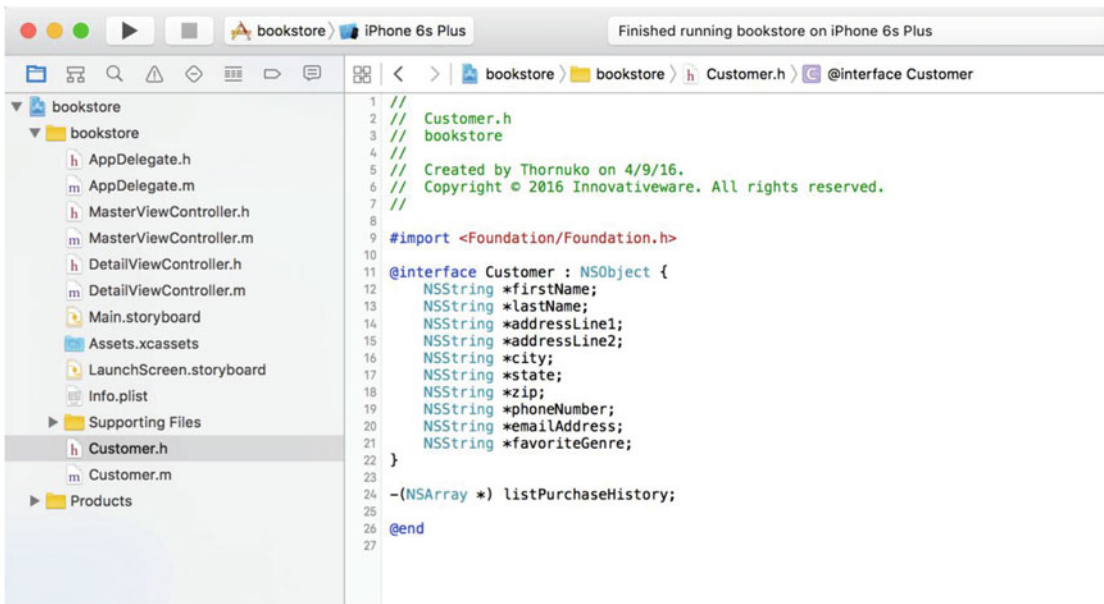 bookstore 〉 iPhone 6s Plus
Finished running bookstore on iPhone 6s Plus
bookstore 〉 bookstore 〉 h Customer.h 〉 C @interface Customer
bookstore
bookstore
h AppDelegate.h
m AppDelegate.m
h MasterViewController.h
m MasterViewController.m
h DetailViewController.h
m DetailViewController.m
Main.storyboard
Assets.xcassets
LaunchScreen.storyboard
Info.plist
Supporting Files
h Customer.h
m Customer.m
Products
1 //
2 //  Customer.h
3 //  bookstore
4 //
5 //  Created by Thornuko on 4/9/16.
6 //  Copyright © 2016 Innovativeware. All rights reserved.
7 //
8
9 #import <Foundation/Foundation.h>
10
11 @interface Customer : NSObject {
12     NSString *firstName;
13     NSString *lastName;
14     NSString *addressLine1;
15     NSString *addressLine2;
16     NSString *city;
17     NSString *state;
18     NSString *zip;
19     NSString *phoneNumber;
20     NSString *emailAddress;
21     NSString *favoriteGenre;
22 }
23
24 -(NSArray *) listPurchaseHistory;
25
26 @end
27